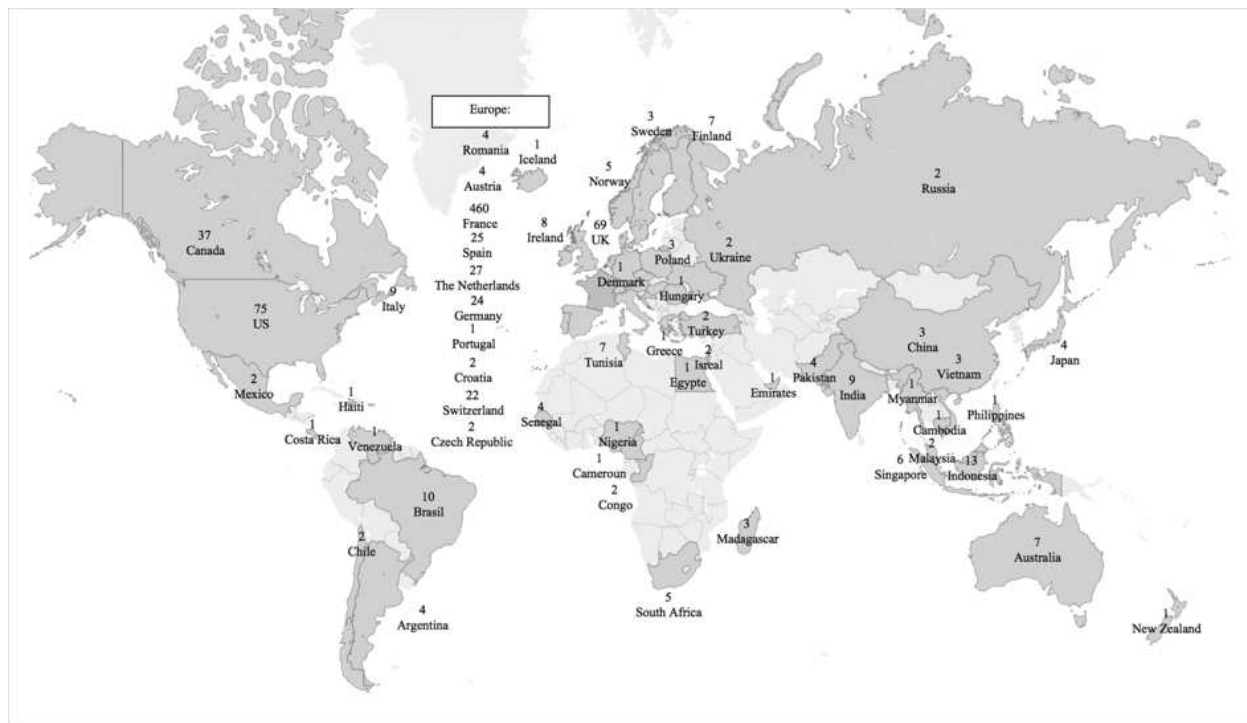 Europe:
4
Romania
1
Iceland
4
Austria
460
France
25
Spain
27
The Netherlands
24
Germany
1
Portugal
2
Croatia
22
Switzerland
2
Czech Republic
3
Sweden
7
Finland
5
Norway
8
Ireland
69
UK
3
Poland
2
Ukraine
1
Denmark
1
Hungary
2
Russia
37
Canada
9
Italy
75
US
2
Mexico
1
Haiti
1
Costa Rica
1
Venezuela
10
Brasil
2
Chile
4
Argentina
7
Tunisia
1
Greece
2
Turkey
2
Isreal
1
Egypte
1
Emirates
4
Senegal
1
Nigeria
1
Cameroun
2
Congo
3
Madagascar
5
South Africa
4
Pakistan
9
India
3
China
3
Vietnam
4
Japan
1
Myanmar
1
Philippines
1
Cambodia
2
Malaysia
6
Singapore
13
Indonesia
7
Australia
1
New Zealand